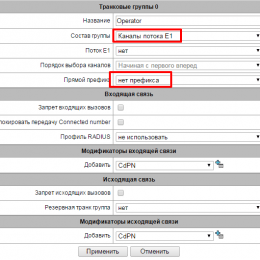 Транковые группы 0
Название Operator
Состав группы Каналы потока E1
Поток E1 нет
Порядок выбора каналов Начиная с первого вперед
Прямой префикс нет префикса
Входящая связь
Запрет входящих вызовов
локировать передачу Connected number
Профиль RADIUS не использовать
Модификаторы входящей связи
Добавить CdPN
Исходящая связь
Запрет исходящих вызовов
Резервная транк группа нет
Модификаторы исходящей связи
Добавить CdPN
Применить Отменить